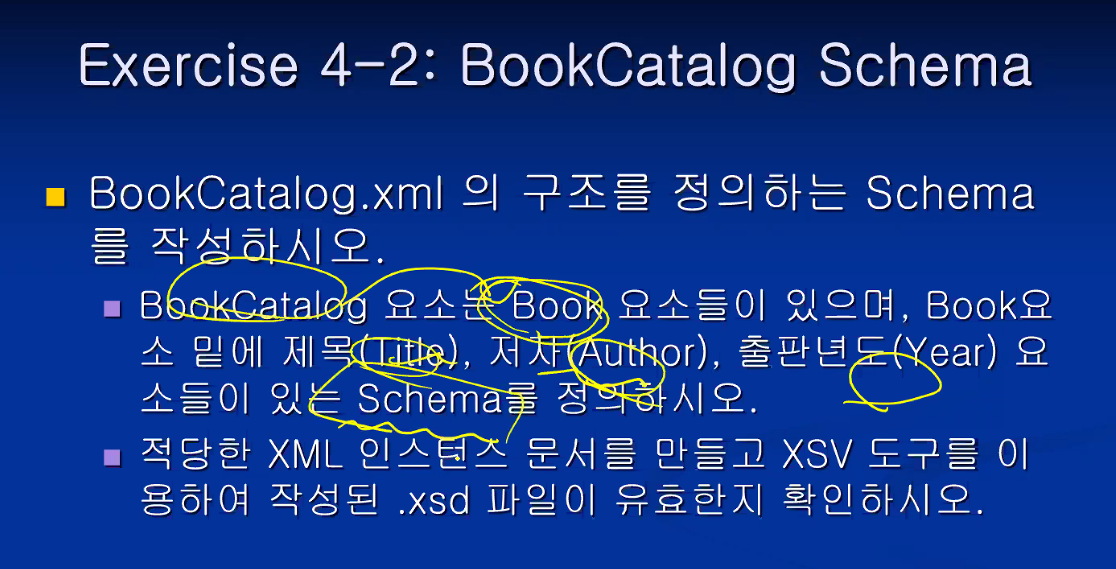 Exercise 4-2: BookCatalog Schema
BookCatalog.xml 의 구조를 정의하는 Schema
를 작성하시오.
BookCatalog 요소는 Book 요소들이 있으며, Book요
소 밑에 제목(Title), 저자(Author), 출판년도(Year) 요
소들이 있는 Schema를 정의하시오.
적당한 XML 인스턴스 문서를 만들고 XSV 도구를 이
용하여 작성된 .xsd 파일이 유효한지 확인하시오.